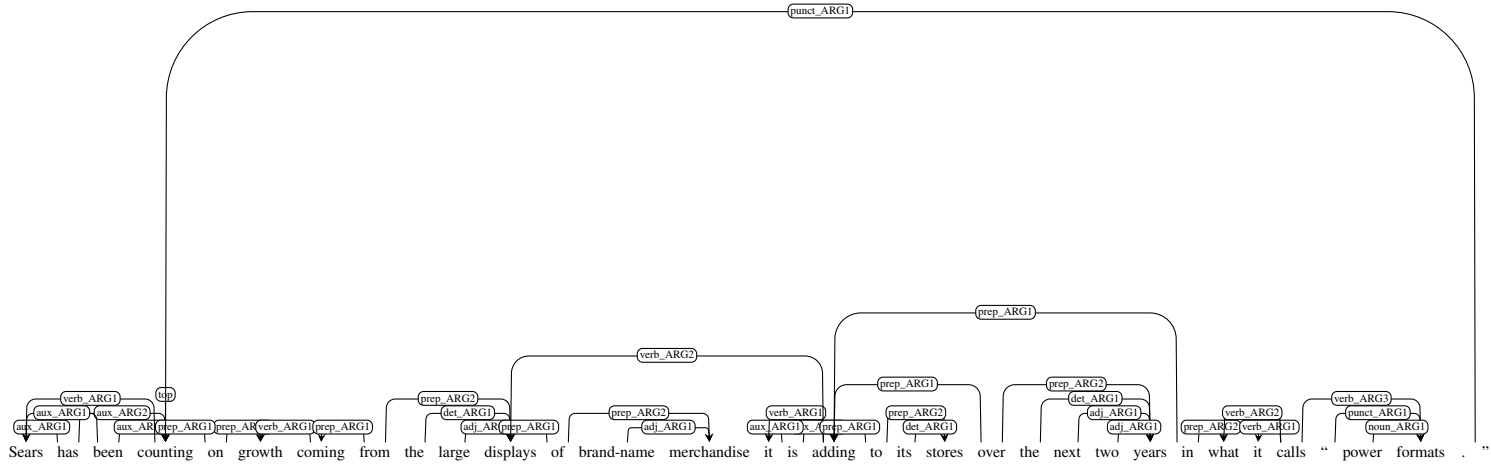 punct_ARG1
prep_ARG1
verb_ARG2
prep_ARG1 prep_ARG2
top
verb_ARG1 prep_ARG2 det_ARG1 verb_ARG3
aux_ARG1 aux_ARG2 det_ARG1 prep_ARG2 verb_ARG1 prep_ARG2 adj_ARG1 verb_ARG2 punct_ARG1
aux_ARG1 prep_ARG1 verb_ARG1 prep_ARG1 prep_ARG1 adj_ARG1 aux_ARG1 prep_ARG1 det_ARG1 adj_ARG1 prep_ARG2 verb_ARG1 noun_ARG1
Sears has been counting on growth coming from the large displays of brand-name merchandise it is adding to its stores over the next two years in what it calls “ power formats . ”